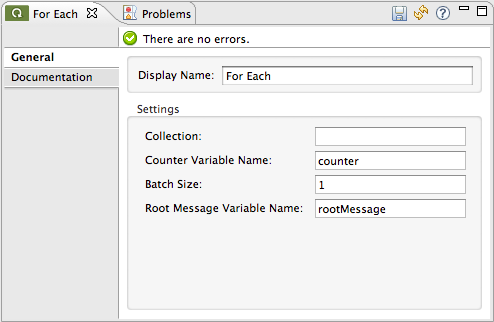 For Each
Problems
General
Documentation
There are no errors.
Display Name: For Each
Settings
Collection:
Counter Variable Name: counter
Batch Size: 1
Root Message Variable Name: rootMessage